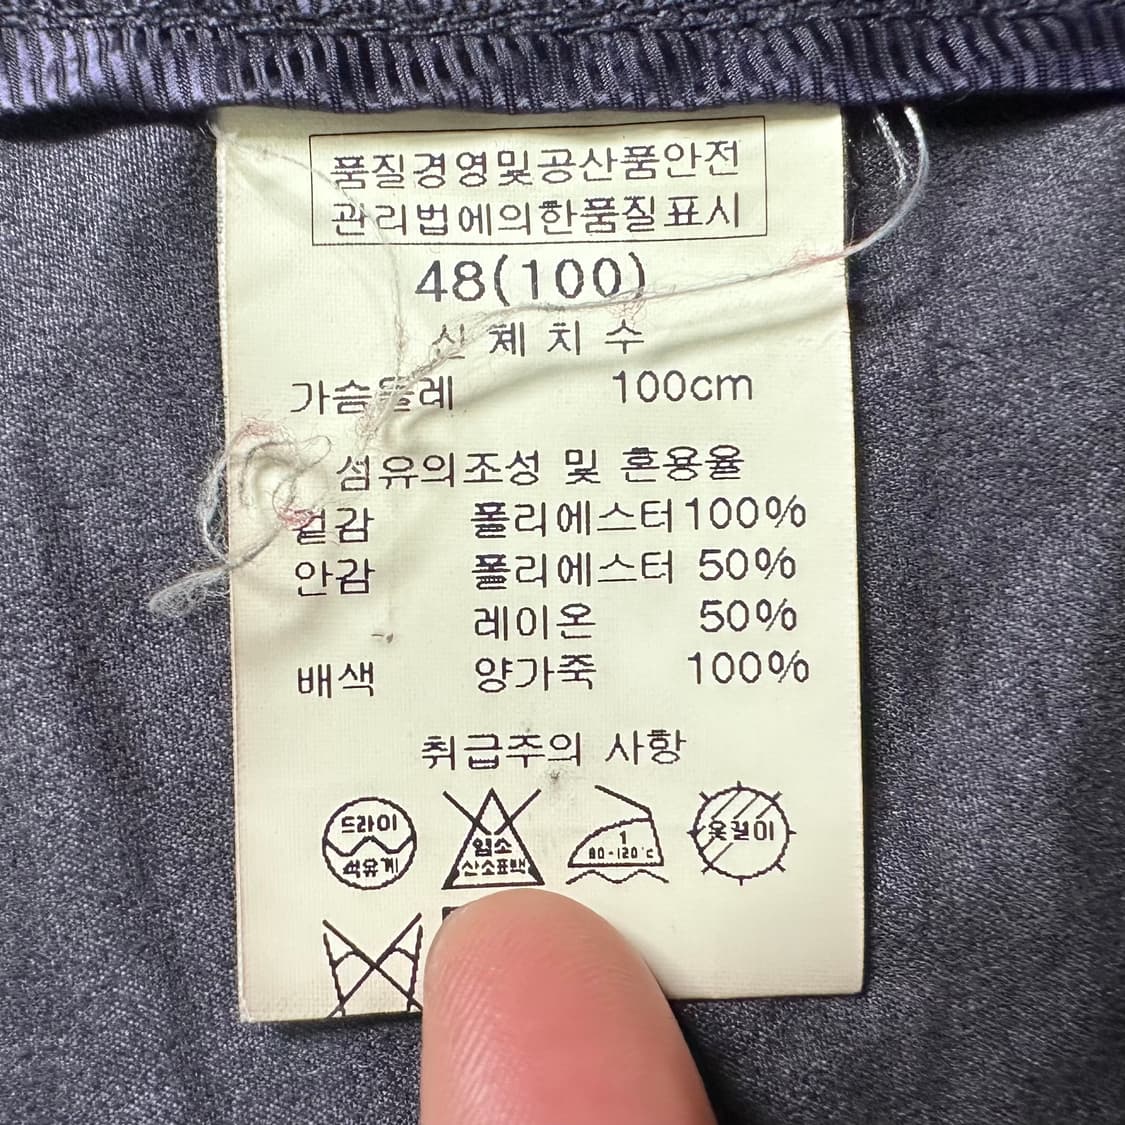 품질경영및공산품안전
관리법에의한품질표시
48(100)
신 체 치 수
가슴둘레 100cm
섬유의조성 및 혼용율
겉감 폴리에스터 100%
안감 폴리에스터 50%
레이온 50%
배색 양가죽 100%
취급주의 사항
드라이
석유계
염소
산소표백
1
80-120℃
옷걸이